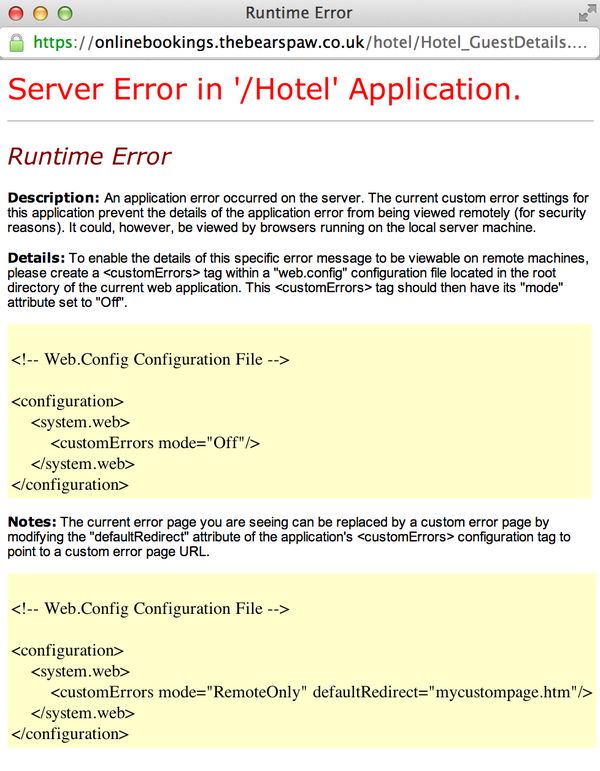 Runtime Error
https://onlinebookings.thebearspaw.co.uk/hotel/Hotel_GuestDetails....
Server Error in '/Hotel' Application.
Runtime Error
Description: An application error occurred on the server. The current custom error settings for
this application prevent the details of the application error from being viewed remotely (for security
reasons). It could, however, be viewed by browsers running on the local server machine.
Details: To enable the details of this specific error message to be viewable on remote machines,
please create a <customErrors> tag within a "web.config" configuration file located in the root
directory of the current web application. This <customErrors> tag should then have its "mode"
attribute set to "Off".
<!-- Web.Config Configuration File -->
<configuration>
    <system.web>
        <customErrors mode="Off"/>
    </system.web>
</configuration>
Notes: The current error page you are seeing can be replaced by a custom error page by
modifying the "defaultRedirect" attribute of the application's <customErrors> configuration tag to
point to a custom error page URL.
<!-- Web.Config Configuration File -->
<configuration>
    <system.web>
        <customErrors mode="RemoteOnly" defaultRedirect="mycustompage.htm"/>
    </system.web>
</configuration>